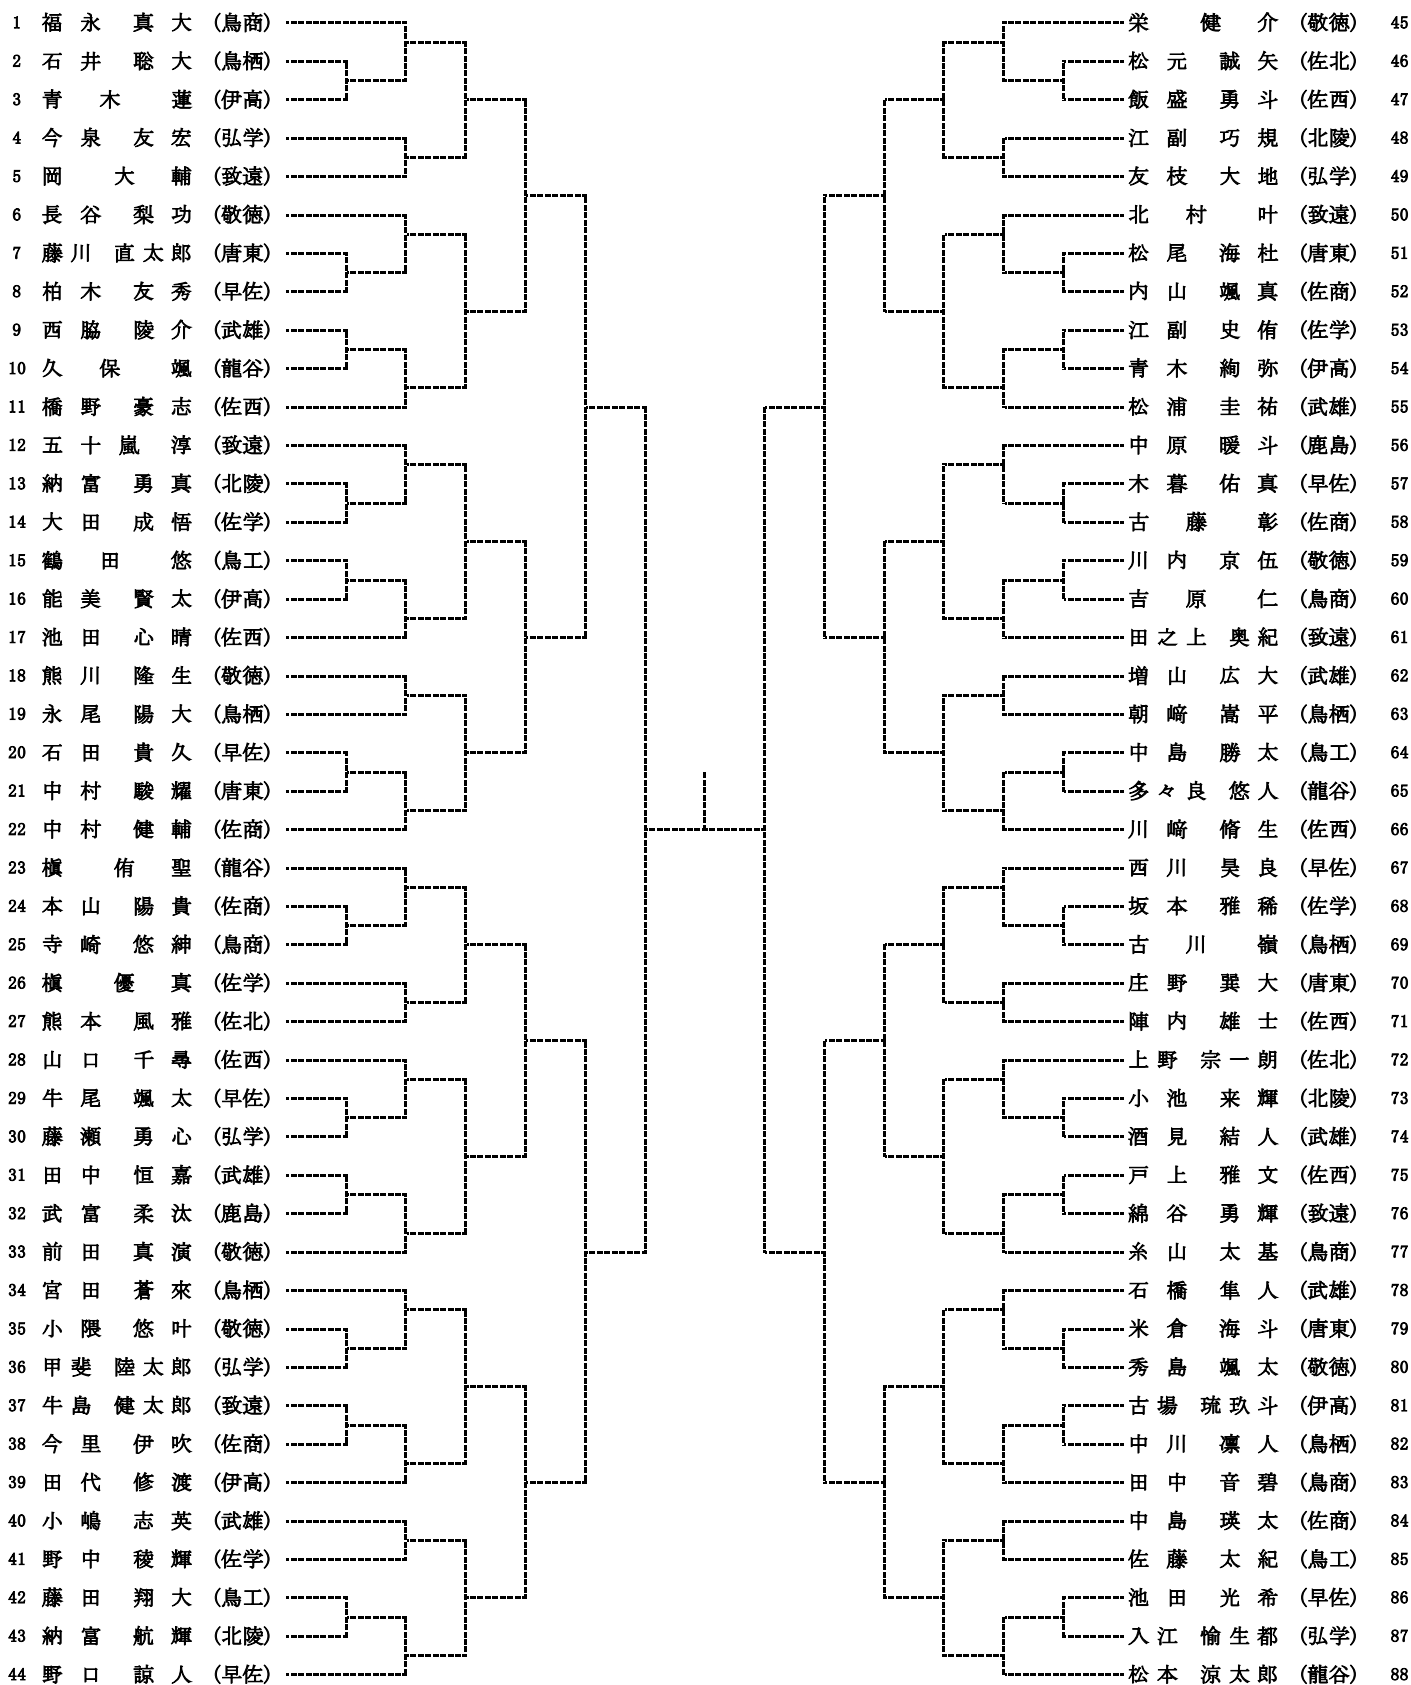 1 福永 真大 (鳥商)
2 石井 聡大 (鳥栖)
3 青木 蓮 (伊高)
4 今泉 友宏 (弘学)
5 岡 大輔 (致遠)
6 長谷 梨功 (敬徳)
7 藤川 直太郎 (唐東)
8 柏木 友秀 (早佐)
9 西脇 陵介 (武雄)
10 久保 颯 (龍谷)
11 橋野 豪志 (佐西)
12 五十嵐 淳 (致遠)
13 納富 勇真 (北陵)
14 大田 成悟 (佐学)
15 鶴田 悠 (鳥工)
16 能美 賢太 (伊高)
17 池田 心晴 (佐西)
18 熊川 隆生 (敬徳)
19 永尾 陽大 (鳥栖)
20 石田 貴久 (早佐)
21 中村 駿耀 (唐東)
22 中村 健輔 (佐商)
23 槇 侑聖 (龍谷)
24 本山 陽貴 (佐商)
25 寺崎 悠紳 (鳥商)
26 槇 優真 (佐学)
27 熊本 風雅 (佐北)
28 山口 千尋 (佐西)
29 牛尾 颯太 (早佐)
30 藤瀬 勇心 (弘学)
31 田中 恒嘉 (武雄)
32 武富 柔汰 (鹿島)
33 前田 真演 (敬徳)
34 宮田 蒼來 (鳥栖)
35 小隈 悠叶 (敬徳)
36 甲斐 陸太郎 (弘学)
37 牛島 健太郎 (致遠)
38 今里 伊吹 (佐商)
39 田代 修渡 (伊高)
40 小嶋 志英 (武雄)
41 野中 稜輝 (佐学)
42 藤田 翔大 (鳥工)
43 納富 航輝 (北陵)
44 野口 諒人 (早佐)
栄 健介 (敬徳) 45
松元 誠矢 (佐北) 46
飯盛 勇斗 (佐西) 47
江副 巧規 (北陵) 48
友枝 大地 (弘学) 49
北村 叶 (致遠) 50
松尾 海杜 (唐東) 51
内山 颯真 (佐商) 52
江副 史侑 (佐学) 53
青木 絢弥 (伊高) 54
松浦 圭祐 (武雄) 55
中原 暖斗 (鹿島) 56
木暮 佑真 (早佐) 57
古藤 彰 (佐商) 58
川内 京伍 (敬徳) 59
吉原 仁 (鳥商) 60
田之上 奥紀 (致遠) 61
増山 広大 (武雄) 62
朝﨑 嵩平 (鳥栖) 63
中島 勝太 (鳥工) 64
多々良 悠人 (龍谷) 65
川﨑 脩生 (佐西) 66
西川 昊良 (早佐) 67
坂本 雅稀 (佐学) 68
古川 嶺 (鳥栖) 69
庄野 巽大 (唐東) 70
陣内 雄士 (佐西) 71
上野 宗一朗 (佐北) 72
小池 来輝 (北陵) 73
酒見 結人 (武雄) 74
戸上 雅文 (佐西) 75
綿谷 勇輝 (致遠) 76
糸山 太基 (鳥商) 77
石橋 隼人 (武雄) 78
米倉 海斗 (唐東) 79
秀島 颯太 (敬徳) 80
古場 琉玖斗 (伊高) 81
中川 凛人 (鳥栖) 82
田中 音碧 (鳥商) 83
中島 瑛太 (佐商) 84
佐藤 太紀 (鳥工) 85
池田 光希 (早佐) 86
入江 愉生都 (弘学) 87
松本 涼太郎 (龍谷) 88